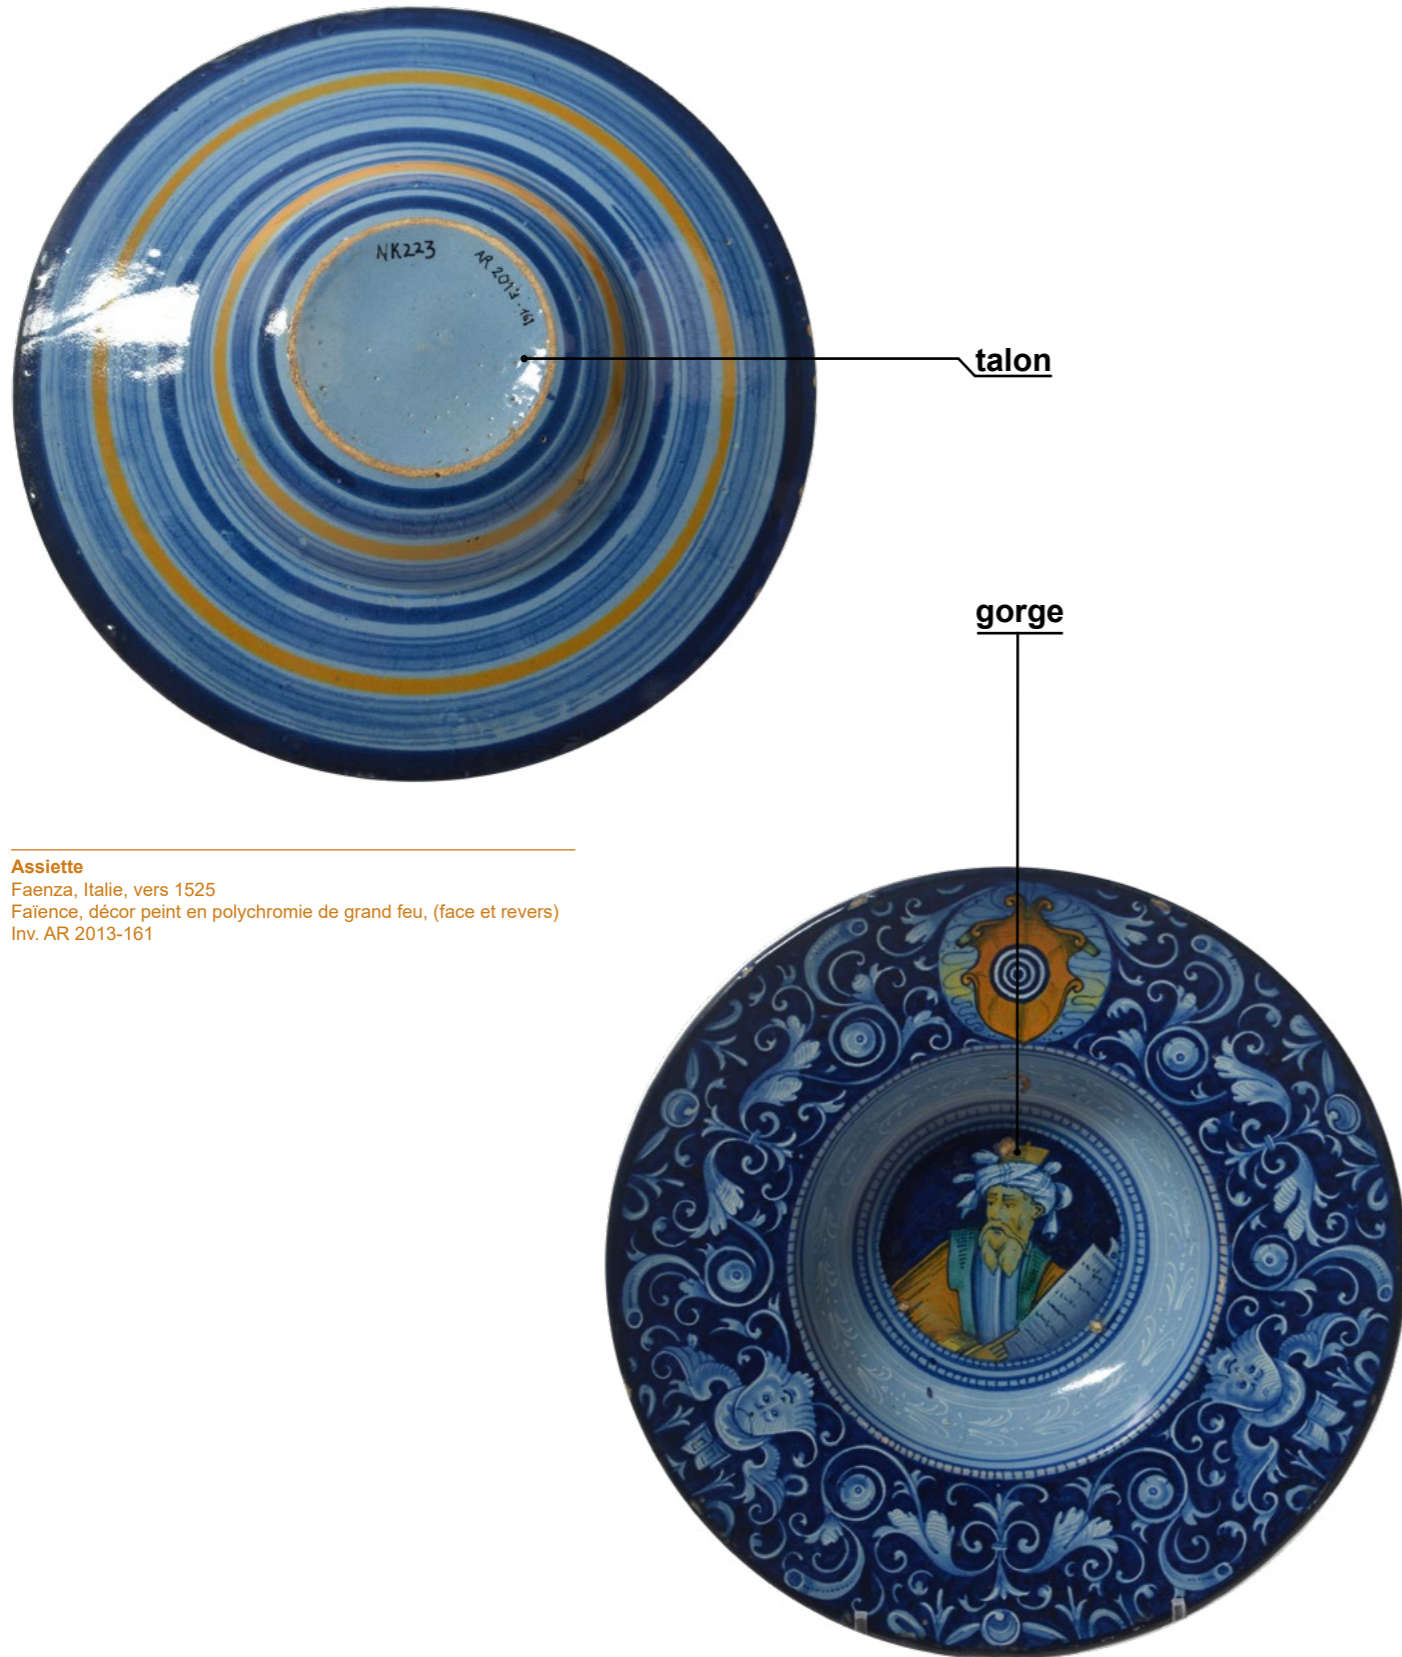 NK223
AR 2013-161
talon
gorge
Assiette
Faenza, Italie, vers 1525
Faïence, décor peint en polychromie de grand feu, (face et revers)
Inv. AR 2013-161